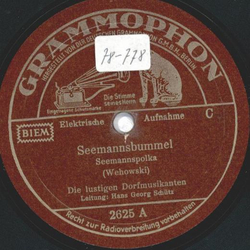 GRAMMOPHON
78-778
Die Stimme
seines Herrn
BIEM
Elektrische Aufnahme C
Seemannsbummel
Seemannspolka
(Wehowski)
Die lustigen Dorfmusikanten
Leitung: Hans Georg Schütz
2625 A
Recht zur Radioverbreitung vorbehalten